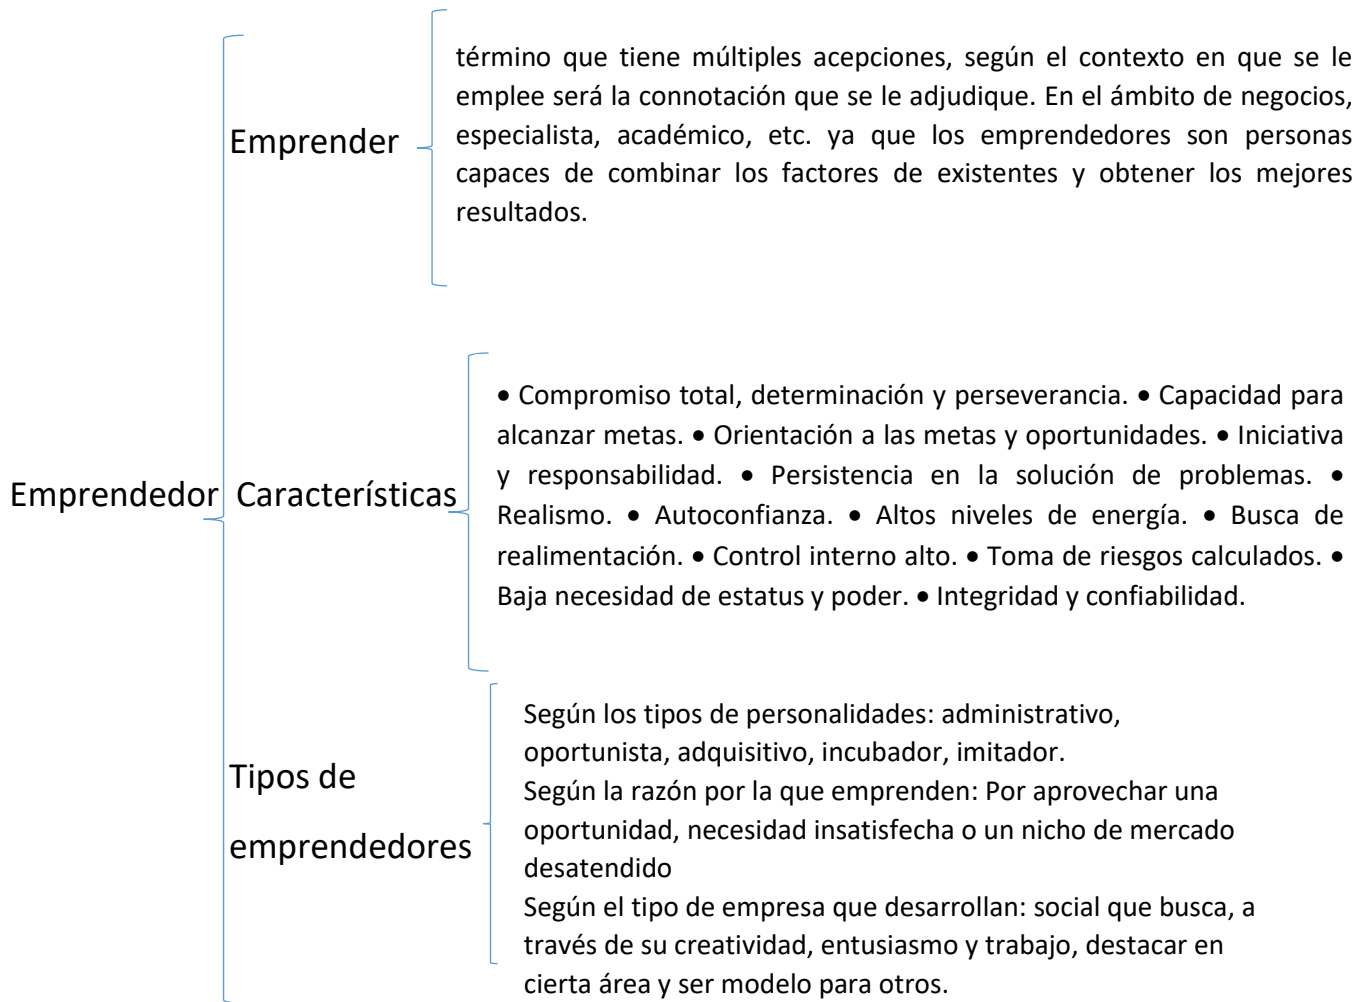 Emprendedor
Emprender
término que tiene múltiples acepciones, según el contexto en que se le
emplee será la connotación que se le adjudique. En el ámbito de negocios,
especialista, académico, etc. ya que los emprendedores son personas
capaces de combinar los factores de existentes y obtener los mejores
resultados.
Características
• Compromiso total, determinación y perseverancia. • Capacidad para
alcanzar metas. • Orientación a las metas y oportunidades. • Iniciativa
y responsabilidad. • Persistencia en la solución de problemas. •
Realismo. • Autoconfianza. • Altos niveles de energía. • Busca de
realimentación. • Control interno alto. • Toma de riesgos calculados. •
Baja necesidad de estatus y poder. • Integridad y confiabilidad.
Tipos de
emprendedores
Según los tipos de personalidades: administrativo,
oportunista, adquisitivo, incubador, imitador.
Según la razón por la que emprenden: Por aprovechar una
oportunidad, necesidad insatisfecha o un nicho de mercado
desatendido
Según el tipo de empresa que desarrollan: social que busca, a
través de su creatividad, entusiasmo y trabajo, destacar en
cierta área y ser modelo para otros.